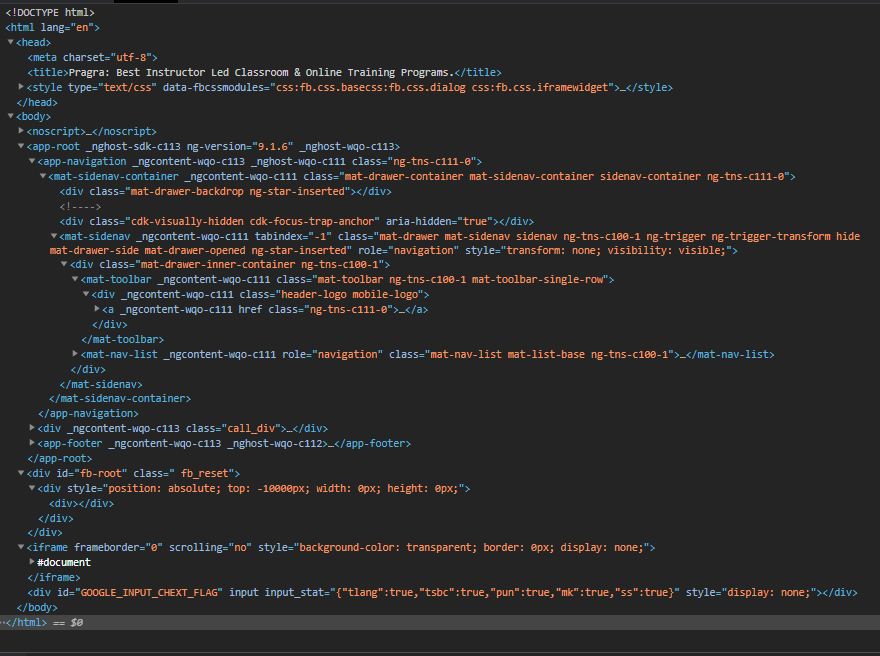 <!DOCTYPE html>
<html lang="en">
<head>
<meta charset="utf-8">
<title>Pragra: Best Instructor Led Classroom & Online Training Programs.</title>
<style type="text/css" data-fbcssmodules="css:fb.css.basecss:fb.css.dialog css:fb.css.iframewidget">…</style>
</head>
<body>
<noscript>…</noscript>
<app-root _nghost-sdk-c113 ng-version="9.1.6" _nghost-wqo-c113>
<app-navigation _ngcontent-wqo-c113 _nghost-wqo-c111 class="ng-tns-c111-0">
<mat-sidenav-container _ngcontent-wqo-c111 class="mat-drawer-container mat-sidenav-container sidenav-container ng-tns-c111-0">
<div class="mat-drawer-backdrop ng-star-inserted"></div>
<!---->
<div class="cdk-visually-hidden cdk-focus-trap-anchor" aria-hidden="true"></div>
<mat-sidenav _ngcontent-wqo-c111 tabindex="-1" class="mat-drawer mat-sidenav sidenav ng-tns-c100-1 ng-trigger ng-trigger-transform hide
mat-drawer-side mat-drawer-opened ng-star-inserted" role="navigation" style="transform: none; visibility: visible;">
<div class="mat-drawer-inner-container ng-tns-c100-1">
<mat-toolbar _ngcontent-wqo-c111 class="mat-toolbar ng-tns-c100-1 mat-toolbar-single-row">
<div _ngcontent-wqo-c111 class="header-logo mobile-logo">
<a _ngcontent-wqo-c111 href class="ng-tns-c111-0">…</a>
</div>
</mat-toolbar>
<mat-nav-list _ngcontent-wqo-c111 role="navigation" class="mat-nav-list mat-list-base ng-tns-c100-1">…</mat-nav-list>
</div>
</mat-sidenav>
</mat-sidenav-container>
</app-navigation>
<div _ngcontent-wqo-c113 class="call_div">…</div>
<app-footer _ngcontent-wqo-c113 _nghost-wqo-c112>…</app-footer>
</app-root>
<div id="fb-root" class=" fb_reset">
<div style="position: absolute; top: -10000px; width: 0px; height: 0px;">
<div></div>
</div>
</div>
<iframe frameborder="0" scrolling="no" style="background-color: transparent; border: 0px; display: none;">
#document
</iframe>
<div id="GOOGLE_INPUT_CHEXT_FLAG" input input_stat="{"tlang":true,"tsbc":true,"pun":true,"mk":true,"ss":true}" style="display: none;"></div>
</body>
</html> == $0